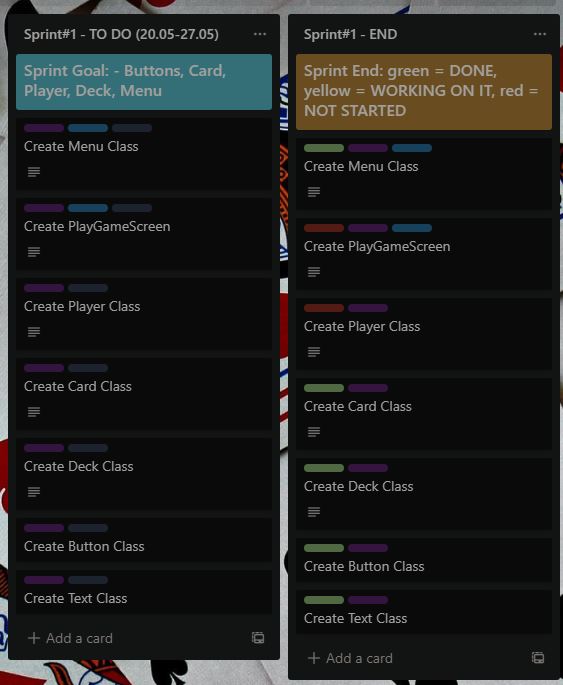 Sprint#1 - TO DO (20.05-27.05)
Sprint Goal: - Buttons, Card,
Player, Deck, Menu
Create Menu Class
Create PlayGameScreen
Create Player Class
Create Card Class
Create Deck Class
Create Button Class
Create Text Class
+ Add a card
Sprint#1 - END
Sprint End: green = DONE,
yellow = WORKING ON IT, red =
NOT STARTED
Create Menu Class
Create PlayGameScreen
Create Player Class
Create Card Class
Create Deck Class
Create Button Class
Create Text Class
+ Add a card